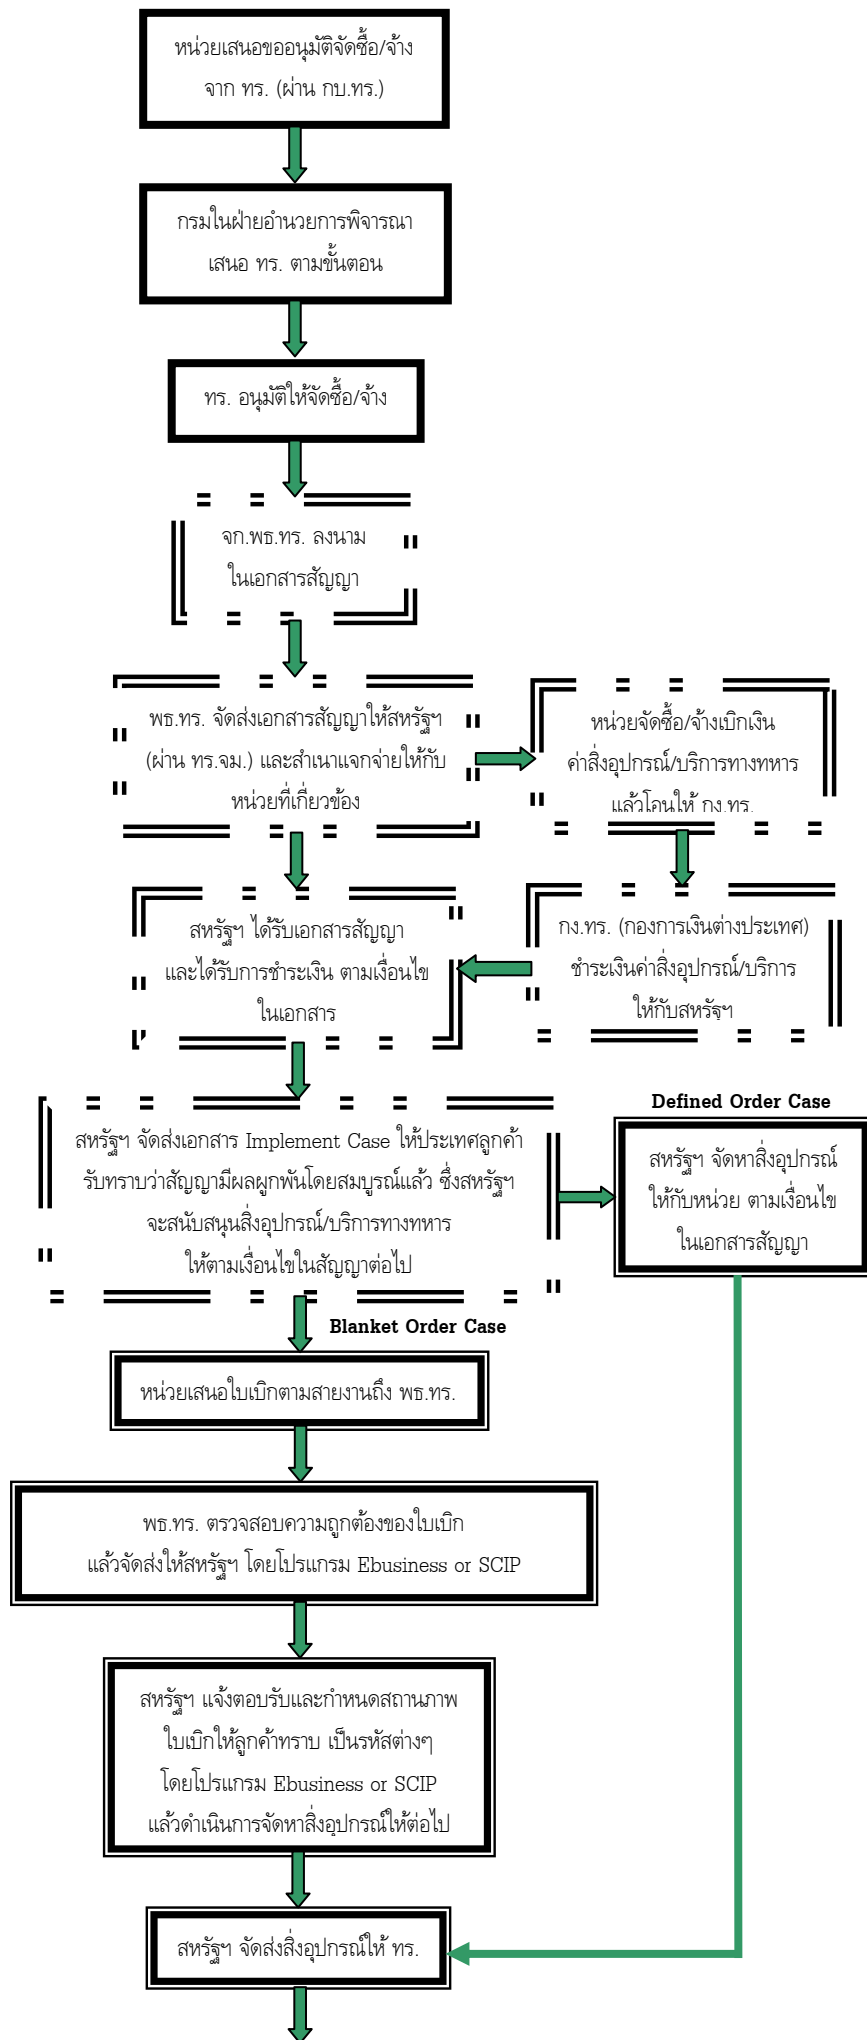 หน่วยเสนอขออนุมัติจัดซื้อ/จ้าง
จาก ทร. (ผ่าน กบ.ทร.)
กรมในฝ่ายอำนวยการพิจารณา
เสนอ ทร. ตามขั้นตอน
ทร. อนุมัติให้จัดซื้อ/จ้าง
จก.พธ.ทร. ลงนาม
ในเอกสารสัญญา
พธ.ทร. จัดส่งเอกสารสัญญาให้สหรัฐฯ
(ผ่าน ทร.จม.) และสำเนาแจกจ่ายให้กับ
หน่วยที่เกี่ยวข้อง
หน่วยจัดซื้อ/จ้างเบิกเงิน
ค่าสิ่งอุปกรณ์/บริการทางทหาร
แล้วโอนให้ กง.ทร.
กง.ทร. (กองการเงินต่างประเทศ)
ชำระเงินค่าสิ่งอุปกรณ์/บริการ
ให้กับสหรัฐฯ
สหรัฐฯ ได้รับเอกสารสัญญา
และได้รับการชำระเงิน ตามเงื่อนไข
ในเอกสาร
สหรัฐฯ จัดส่งเอกสาร Implement Case ให้ประเทศลูกค้า
รับทราบว่าสัญญามีผลผูกพันโดยสมบูรณ์แล้ว ซึ่งสหรัฐฯ
จะสนับสนุนสิ่งอุปกรณ์/บริการทางทหาร
ให้ตามเงื่อนไขในสัญญาต่อไป
Defined Order Case
สหรัฐฯ จัดหาสิ่งอุปกรณ์
ให้กับหน่วย ตามเงื่อนไข
ในเอกสารสัญญา
Blanket Order Case
หน่วยเสนอใบเบิกตามสายงานถึง พธ.ทร.
พธ.ทร. ตรวจสอบความถูกต้องของใบเบิก
แล้วจัดส่งให้สหรัฐฯ โดยโปรแกรม Ebusiness or SCIP
สหรัฐฯ แจ้งตอบรับและกำหนดสถานภาพ
ใบเบิกให้ลูกค้าทราบ เป็นรหัสต่างๆ
โดยโปรแกรม Ebusiness or SCIP
แล้วดำเนินการจัดหาสิ่งอุปกรณ์ให้ต่อไป
สหรัฐฯ จัดส่งสิ่งอุปกรณ์ให้ ทร.